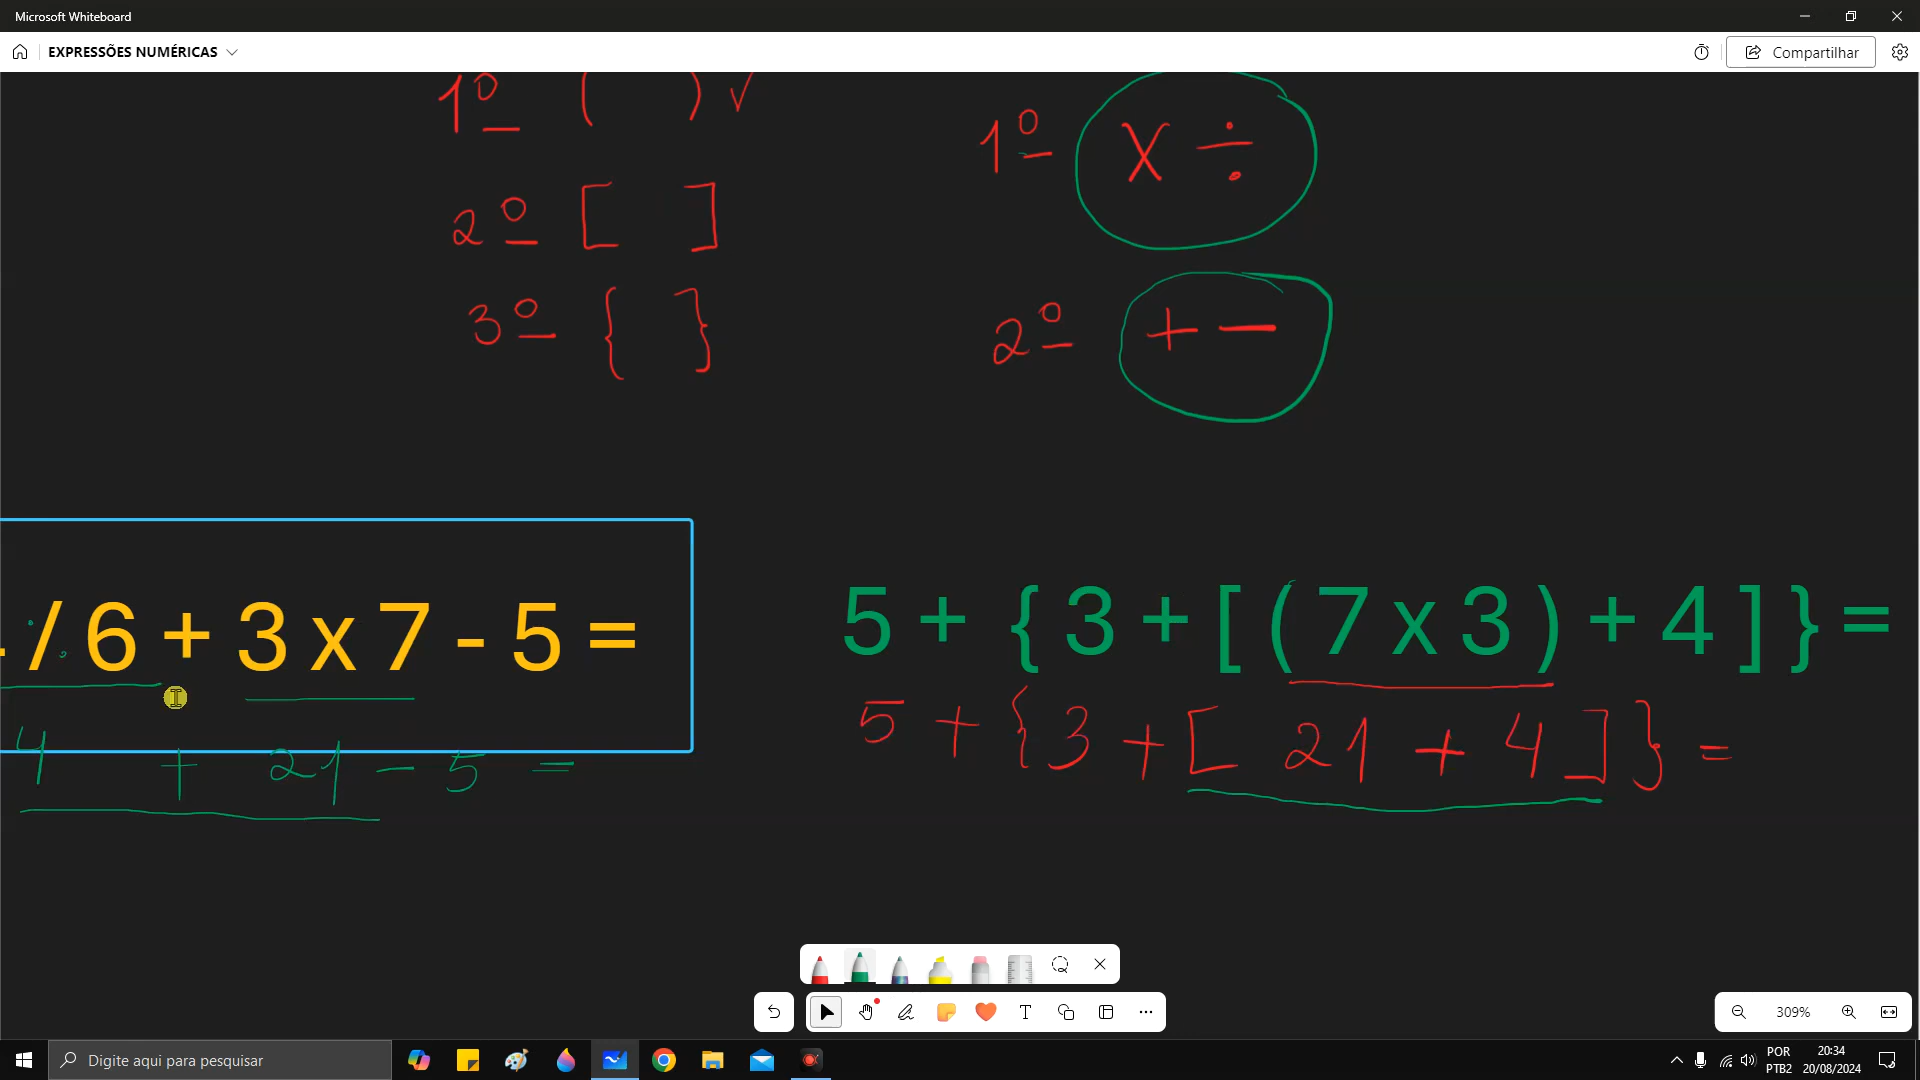 Microsoft Whiteboard
EXPRESSÕES NUMÉRICAS
Compartilhar
1º ( ) √
2º [ ]
3º { }
1º x ÷
2º + -
/ 6 + 3 x 7 - 5 =
4 + 21 - 5 =
5 + { 3 + [ ( 7 x 3 ) + 4 ] } =
5 + { 3 + [ 21 + 4 ] } =
309%
Digite aqui para pesquisar
POR
PTB2
20:34
20/08/2024